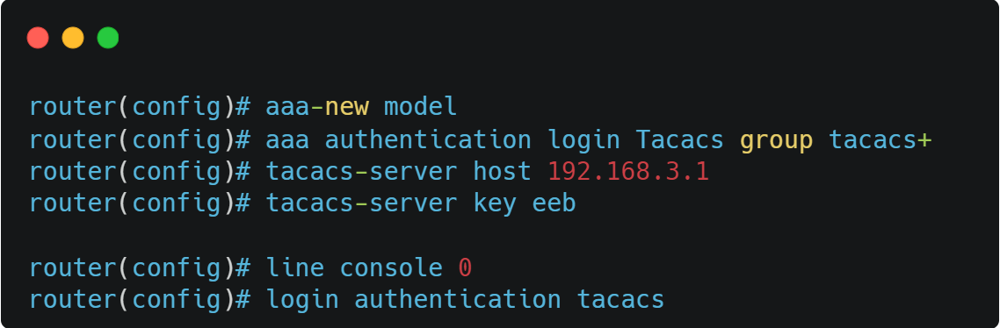 router(config)# aaa-new model
router(config)# aaa authentication login Tacacs group tacacs+
router(config)# tacacs-server host 192.168.3.1
router(config)# tacacs-server key eeb
router(config)# line console 0
router(config)# login authentication tacacs